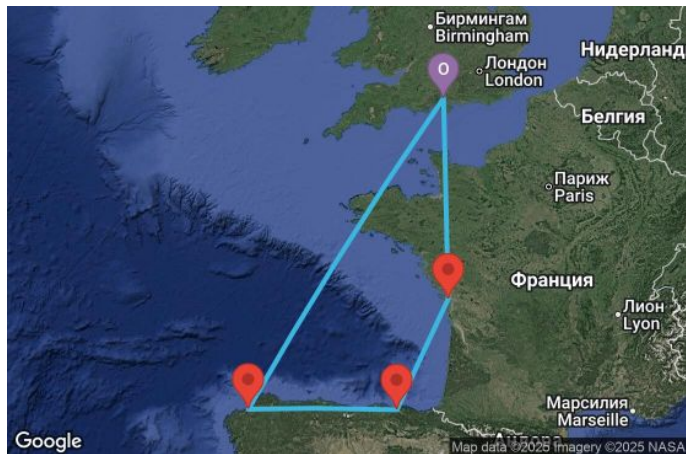 Бирмингам
Birmingham
Нидерланд
Лондон
London
O
Белгия
Париж
Paris
Франция
Лион
Lyon
Марсилия
Marseille
Google
Map data ©2025 Imagery ©2025 NASA